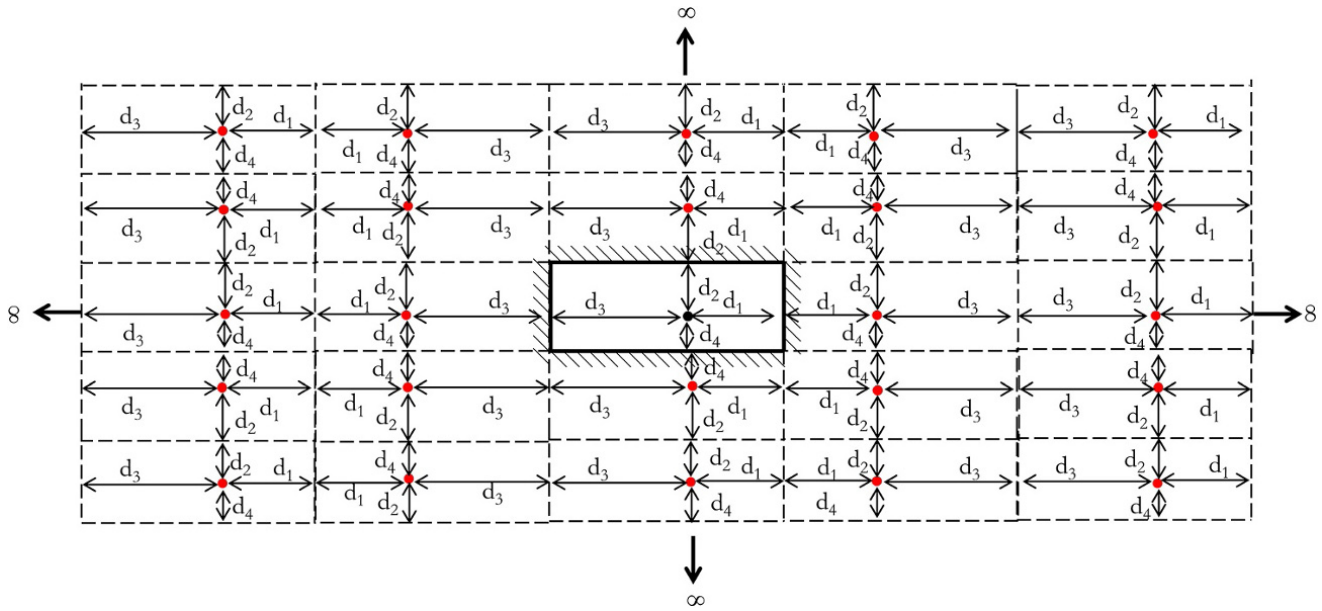 ∞
d2 d2 d2 d2 d2
d3 d1 d3 d1 d3 d1
d4 d1 d4 d3 d4 d1 d4 d3 d4
d4 d4 d4 d4 d4
d3 d1 d1 d2 d3 d3 d1 d1 d3 d3 d1
d2 d2 d2 d2
d2 d2 d2 d2 d2
∞ d3 d1 d1 d3 d3 d1 d1 d3 d3 d1 ∞
d4 d4 d4 d4 d4
d4 d4 d4 d4 d4
d3 d1 d1 d3 d3 d1 d1 d3 d3 d1
d2 d2 d2 d2 d2
d2 d4 d2 d2 d2
d3 d1 d1 d3 d3 d1 d1 d3 d3 d1
d4 d2 d4 d4 d4
∞